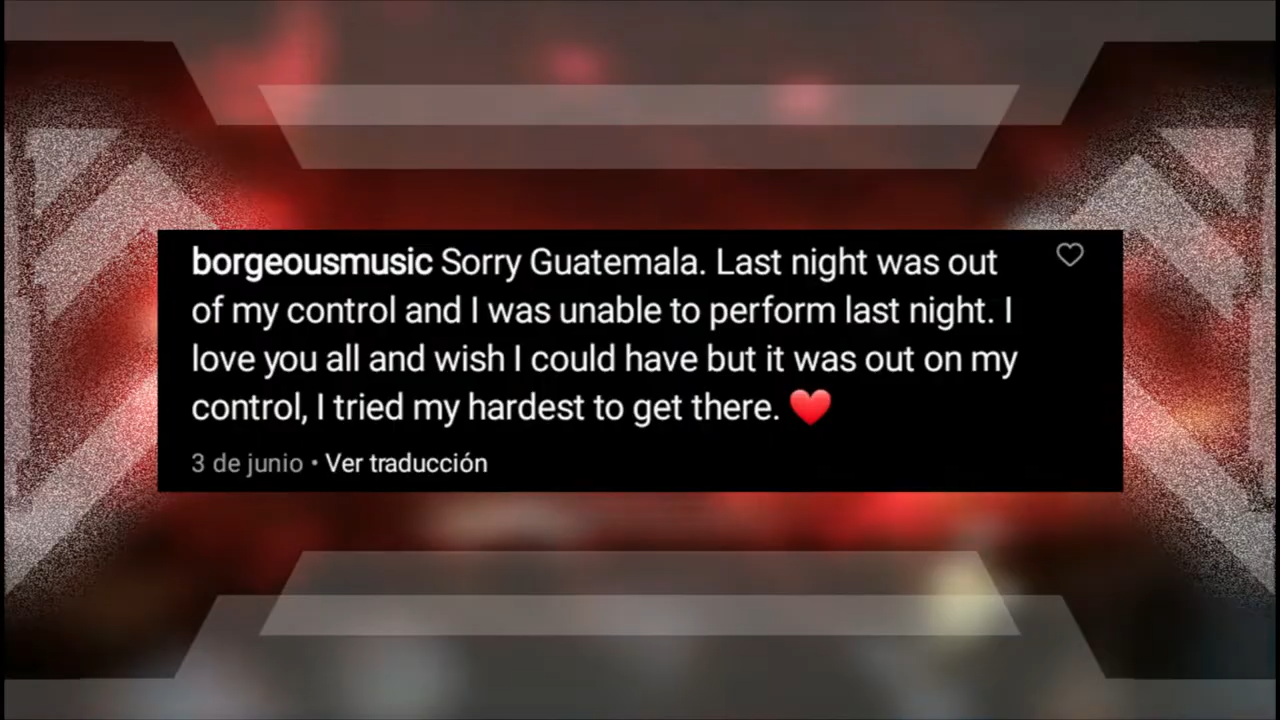 borgeousmusic Sorry Guatemala. Last night was out
of my control and I was unable to perform last night. I
love you all and wish I could have but it was out on my
control, I tried my hardest to get there. ❤️
3 de junio • Ver traducción